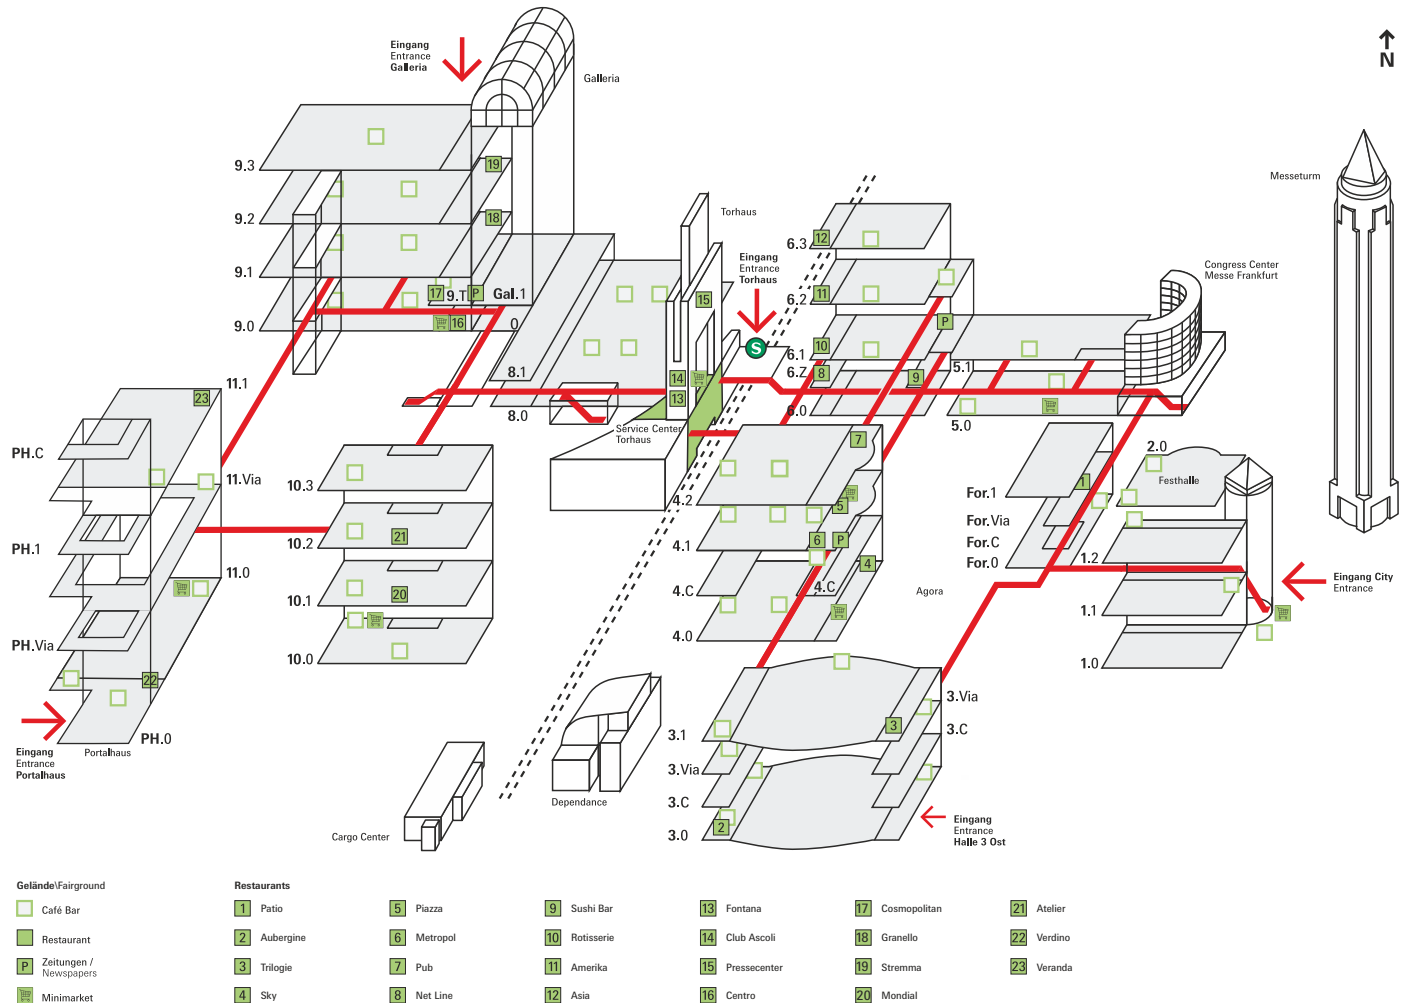 Eingang
Entrance
Galleria
Galleria
N
Messeturm
9.3
19
9.2
18
9.1
17
9.T
P
Gal.1
16
0
9.0
Torhaus
Eingang
Entrance
Torhaus
15
S
12
6.3
11
6.2
P
10
6.1
6.Z
8
9
5.1
6.0
5.0
Congress Center
Messe Frankfurt
8.1
8.0
14
13
Service Center
Torhaus
11.1
23
PH.C
11.Via
PH.1
11.0
PH.Via
22
PH.0
Portalhaus
Eingang
Entrance
Portalhaus
10.3
10.2
21
10.1
20
10.0
7
4.2
5
6
P
4.1
4
4.C
4.C
4.0
Agora
For.1
1
For.Via
For.C
For.0
2.0
Festhalle
1.2
1.1
1.0
Eingang City
Entrance
3.Via
3
3.C
3.1
3.Via
3.C
2
3.0
Eingang
Entrance
Halle 3 Ost
Dependance
Cargo Center
Gelände\Fairground
Café Bar
Restaurant
P Zeitungen /
Newspapers
Minimarket
Restaurants
1 Patio
2 Aubergine
3 Trilogie
4 Sky
5 Piazza
6 Metropol
7 Pub
8 Net Line
9 Sushi Bar
10 Rotisserie
11 Amerika
12 Asia
13 Fontana
14 Club Ascoli
15 Pressecenter
16 Centro
17 Cosmopolitan
18 Granello
19 Stremma
20 Mondial
21 Atelier
22 Verdino
23 Veranda